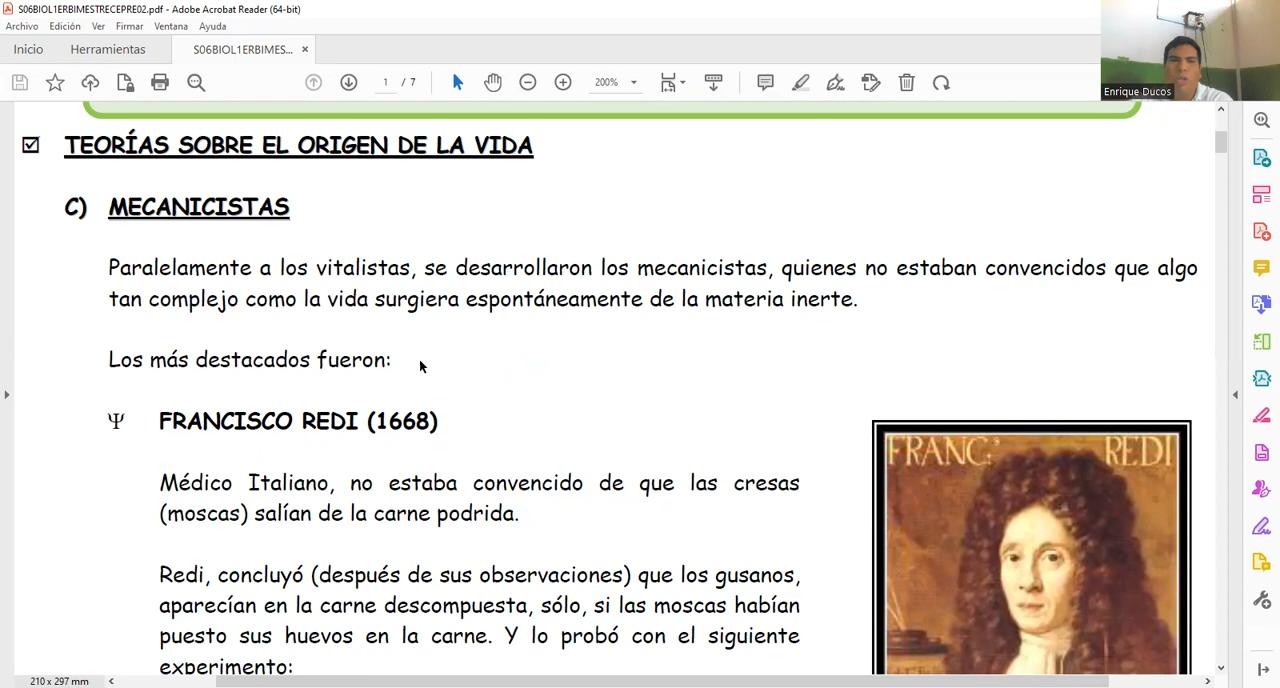 S06BIOL1ERBIMESTRECEPRE02.pdf - Adobe Acrobat Reader (64-bit)
Archivo Edición Ver Firmar Ventana Ayuda
Inicio Herramientas S06BIOL1ERBIMES... ×
1 / 7 200%
Enrique Ducos
TEORÍAS SOBRE EL ORIGEN DE LA VIDA
C) MECANICISTAS
Paralelamente a los vitalistas, se desarrollaron los mecanicistas, quienes no estaban convencidos que algo
tan complejo como la vida surgiera espontáneamente de la materia inerte.
Los más destacados fueron:
Ψ FRANCISCO REDI (1668)
FRANC.s REDI
Médico Italiano, no estaba convencido de que las cresas
(moscas) salían de la carne podrida.
Redi, concluyó (después de sus observaciones) que los gusanos,
aparecían en la carne descompuesta, sólo, si las moscas habían
puesto sus huevos en la carne. Y lo probó con el siguiente
experimento:
210 x 297 mm